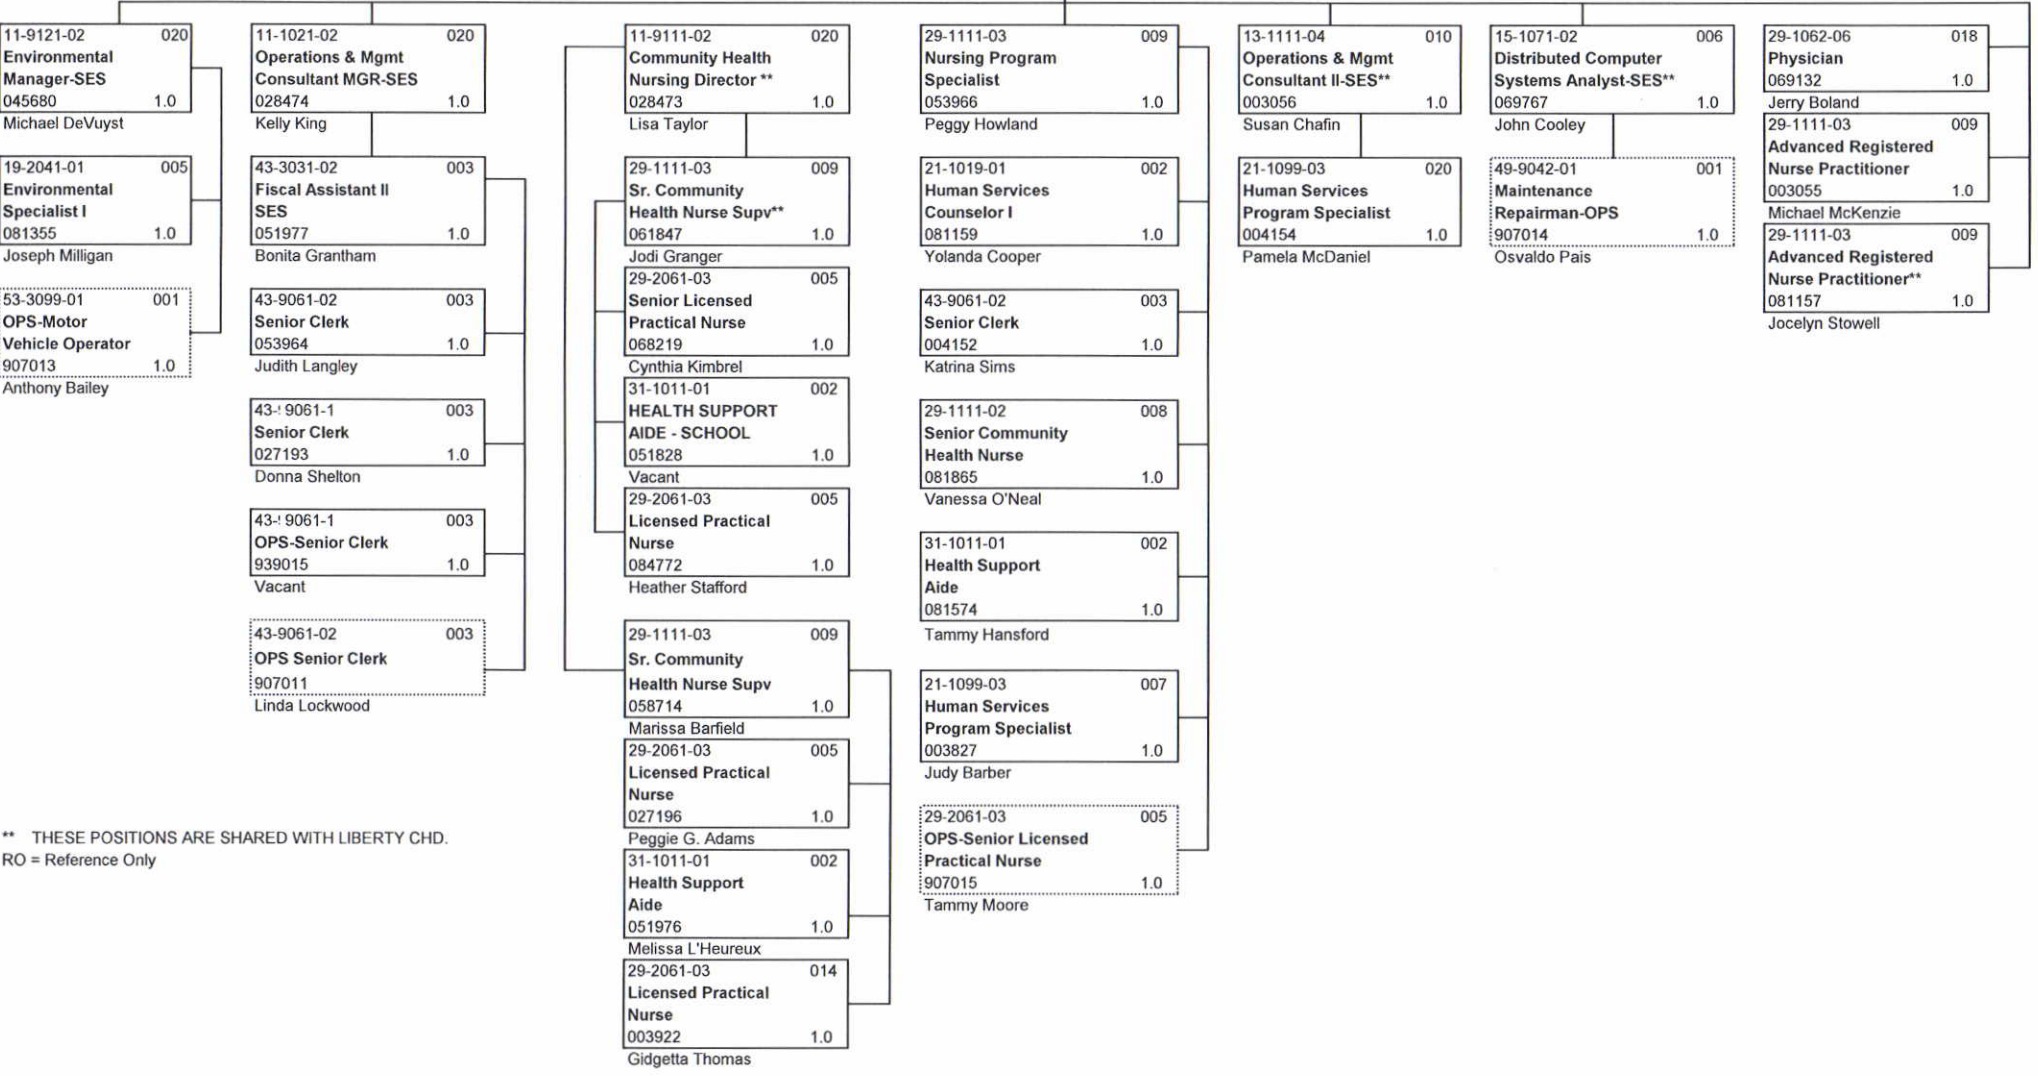 11-9121-02 020
Environmental
Manager-SES
045680 1.0
Michael DeVuyst
19-2041-01 005
Environmental
Specialist I
081355 1.0
Joseph Milligan
53-3099-01 001
OPS-Motor
Vehicle Operator
907013 1.0
Anthony Bailey
11-1021-02 020
Operations & Mgmt
Consultant MGR-SES
028474 1.0
Kelly King
43-3031-02 003
Fiscal Assistant II
SES
051977 1.0
Bonita Grantham
43-9061-02 003
Senior Clerk
053964 1.0
Judith Langley
43-! 9061-1 003
Senior Clerk
027193 1.0
Donna Shelton
43-! 9061-1 003
OPS-Senior Clerk
939015 1.0
Vacant
43-9061-02 003
OPS Senior Clerk
907011
Linda Lockwood
11-9111-02 020
Community Health
Nursing Director **
028473 1.0
Lisa Taylor
29-1111-03 009
Sr. Community
Health Nurse Supv**
061847 1.0
Jodi Granger
29-2061-03 005
Senior Licensed
Practical Nurse
068219 1.0
Cynthia Kimbrel
31-1011-01 002
HEALTH SUPPORT
AIDE - SCHOOL
051828 1.0
Vacant
29-2061-03 005
Licensed Practical
Nurse
084772 1.0
Heather Stafford
29-1111-03 009
Sr. Community
Health Nurse Supv
058714 1.0
Marissa Barfield
29-2061-03 005
Licensed Practical
Nurse
027196 1.0
Peggie G. Adams
31-1011-01 002
Health Support
Aide
051976 1.0
Melissa L'Heureux
29-2061-03 014
Licensed Practical
Nurse
003922 1.0
Gidgetta Thomas
29-1111-03 009
Nursing Program
Specialist
053966 1.0
Peggy Howland
21-1019-01 002
Human Services
Counselor I
081159 1.0
Yolanda Cooper
43-9061-02 003
Senior Clerk
004152 1.0
Katrina Sims
29-1111-02 008
Senior Community
Health Nurse
081865 1.0
Vanessa O'Neal
31-1011-01 002
Health Support
Aide
081574 1.0
Tammy Hansford
21-1099-03 007
Human Services
Program Specialist
003827 1.0
Judy Barber
29-2061-03 005
OPS-Senior Licensed
Practical Nurse
907015 1.0
Tammy Moore
13-1111-04 010
Operations & Mgmt
Consultant II-SES**
003056 1.0
Susan Chafin
21-1099-03 020
Human Services
Program Specialist
004154 1.0
Pamela McDaniel
15-1071-02 006
Distributed Computer
Systems Analyst-SES**
069767 1.0
John Cooley
49-9042-01 001
Maintenance
Repairman-OPS
907014 1.0
Osvaldo Pais
29-1062-06 018
Physician
069132 1.0
Jerry Boland
29-1111-03 009
Advanced Registered
Nurse Practitioner
003055 1.0
Michael McKenzie
29-1111-03 009
Advanced Registered
Nurse Practitioner**
081157 1.0
Jocelyn Stowell
** THESE POSITIONS ARE SHARED WITH LIBERTY CHD.
RO = Reference Only